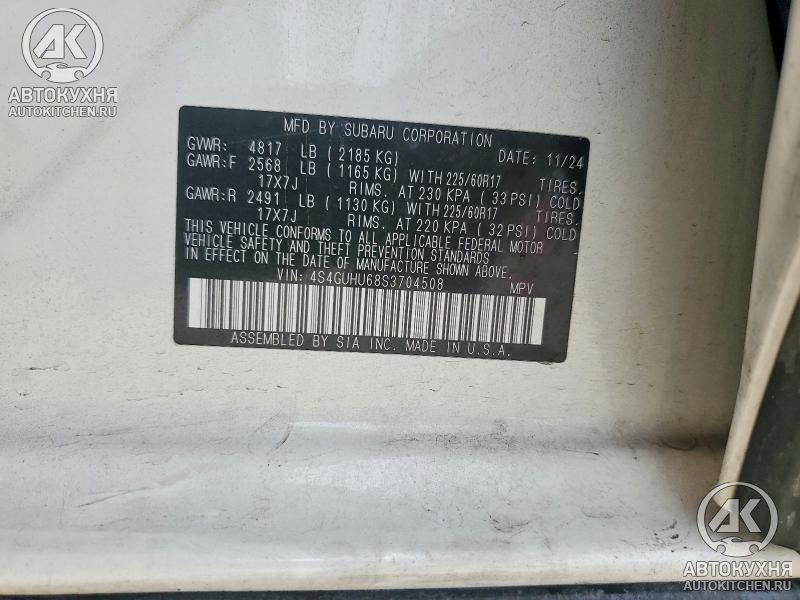 AK
АВТОКУХНЯ
AUTOKITCHEN.RU
MFD BY SUBARU CORPORATION
GVWR: 4817 LB ( 2185 KG) DATE: 11/24
GAWR:F 2568 LB ( 1165 KG) WITH 225/60R17 TIRES,
17X7J RIMS, AT 230 KPA ( 33 PSI) COLD
GAWR:R 2491 LB ( 1130 KG) WITH 225/60R17 TIRES,
17X7J RIMS, AT 220 KPA ( 32 PSI) COLD
THIS VEHICLE CONFORMS TO ALL APPLICABLE FEDERAL MOTOR
VEHICLE SAFETY AND THEFT PREVENTION STANDARDS
IN EFFECT ON THE DATE OF MANUFACTURE SHOWN ABOVE.
VIN: 4S4GUHU68S3704508 MPV
ASSEMBLED BY SIA INC. MADE IN U.S.A.
AK
АВТОКУХНЯ
AUTOKITCHEN.RU